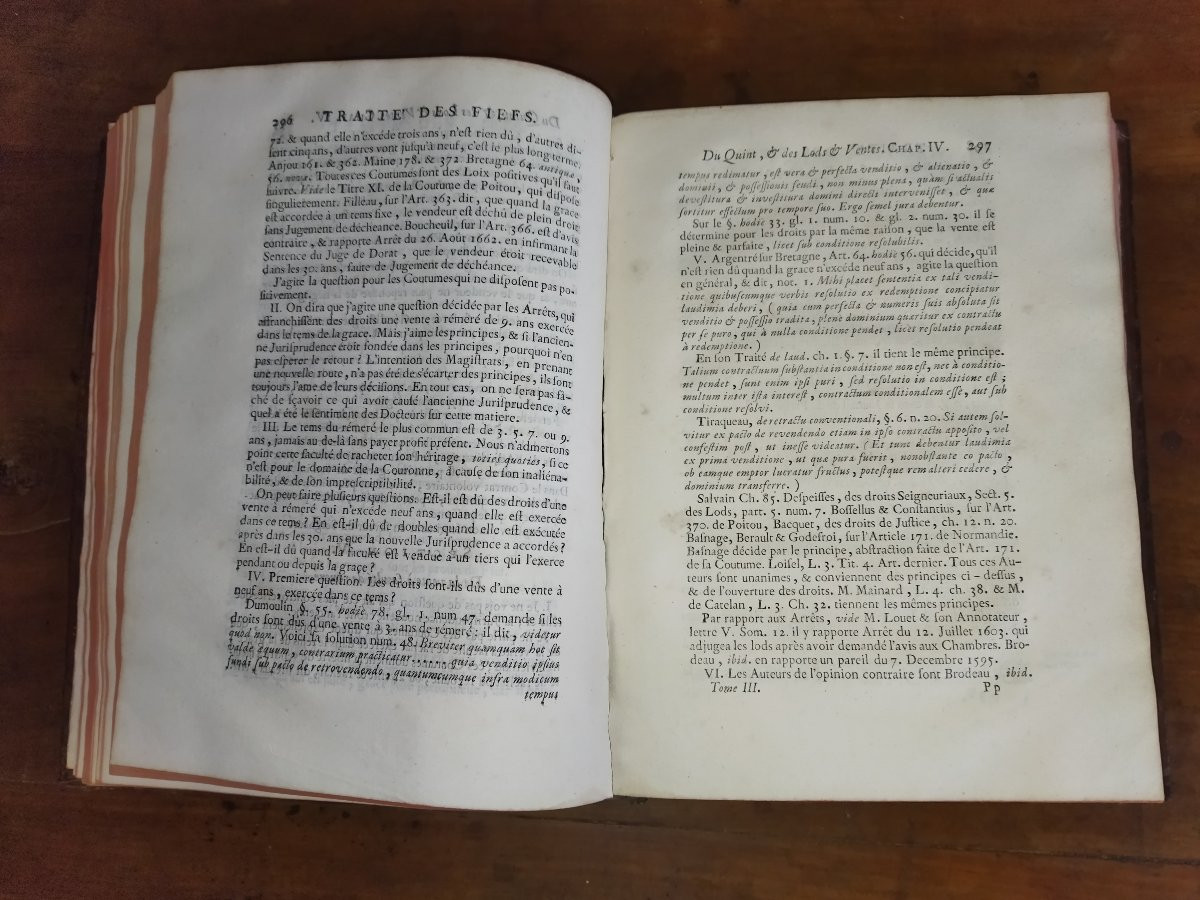 296 TRAITE' DES FIEFS.
72. & quand elle n'excéde trois ans, n'est rien dû, d'autres di-
sent cinq ans, d'autres vont jusqu'à neuf, c'est le plus long terme.
Anjou 161. & 362. Maine 178. & 372. Bretagne 64. antiqua,
56. nova. Toutes ces Coutumes sont des Loix positives qu'il faut
suivre. Vide le Titre XI. de la Coutume de Poitou, qui dispose
singulierement. Filleau, sur l'Art. 363. dit, que quand la grace
est accordée à un tems fixe, le vendeur est déchû de plein droit
sans Jugement de décheance. Boucheuil, sur l'Art. 366. est d'avis
contraire, & rapporte Arrêt du 26. Août 1662. en infirmant la
Sentence du Juge de Dorat, que le vendeur étoit recevable
dans les 30. ans, faute de Jugement de déchéance.
J'agite la question pour les Coutumes qui ne disposent pas po-
sitivement.
II. On dira que j'agite une question décidée par les Arrêts, qui
affranchissent des droits une vente à réméré de 9. ans exercée
dans le tems de la grace. Mais j'aime les principes, & si l'ancien-
ne Jurisprudence étoit fondée dans les principes, pourquoi n'en
pas esperer le retour? L'intention des Magistrats, en prenant
une nouvelle route, n'a pas été de s'écarter des principes, ils sont
toujours l'ame de leurs décisions. En tout cas, on ne sera pas fâ-
ché de sçavoir ce qui avoit causé l'ancienne Jurisprudence, &
quel a été le sentiment des Docteurs sur cette matiere.
III. Le tems du réméré le plus commun est de 3. 5. 7. ou 9.
ans, jamais au-delà sans payer profit présent. Nous n'admettons
point cette faculté de racheter son héritage, toties quoties, si ce
n'est pour le domaine de la Couronne, à cause de son inaliéna-
bilité, & de son imprescriptibilité.
On peut faire plusieurs questions. Est-il dû des droits d'une
vente à réméré qui n'excéde neuf ans, quand elle est exercée
dans ce tems? En est-il dû de doubles quand elle est exécutée
après dans les 30. ans que la nouvelle Jurisprudence a accordés?
En est-il dû quand la faculté est vendue à un tiers qui l'exerce
pendant ou depuis la grace?
IV. Premiere question. Les droits sont-ils dûs d'une vente à
neuf ans, exercée dans ce tems?
Dumoulin §. 55. hodie 78. gl. 1. num 47. demande si les
droits sont dûs d'une vente à 3. ans de réméré: il dit, videtur
quod non. Voici sa solution num. 48. Breviter quamquam hoc sit
valde æquum, contrarium practicatur........ quia venditio ipsius
fundi sub pacto de retrovendendo, quantumcumque infra modicum
tempus
Du Quint, & des Lods & Ventes. CHAP. IV. 297
tempus redimatur, est vera & perfecta venditio, & alienatio, &
domini, & possessionis feudi, non minus plena, quàm si actualis
devestitura & investitura domini directi intervenisset, & quæ
sortitur effectum pro tempore suo. Ergo semel jura debentur.
Sur le §. hodie 33. gl. 1. num. 10. & gl. 2. num. 30. il se
détermine pour les droits par la même raison, que la vente est
pleine & parfaite, licet sub conditione resolubilis.
V. Argentré sur Bretagne, Art. 64. hodie 56. qui décide, qu'il
n'est rien dû quand la grace n'excéde neuf ans, agite la question
en général, & dit, not. 1. Mihi placet sententia ex tali vendi-
tione quibuscumque verbis resolutio ex redemptione concipiatur
laudimia deberi, (quia cum perfecta & numeris suis absoluta sit
venditio & possessio tradita, plenè dominium quæritur ex contractu
per se puro, qui à nulla conditione pendet, licet resolutio pendeat
à redemptione.)
En son Traité de laud. ch. 1. §. 7. il tient le même principe.
Talium contractuum substantia in conditione non est, nec à conditio-
ne pendet, sunt enim ipsi puri, sed resolutio in conditione est;
multum inter ista interest, contractum conditionalem esse, aut sub
conditione resolvi.
Tiraqueau, de retractu conventionali, §. 6. n. 20. Si autem sol-
vitur ex pacto de revendendo etiam in ipso contractu apposito, vel
confestim post, ut inesse videatur. (Et tunc debentur laudimia
ex prima venditione, ut qua pura fuerit, nonobstante eo pacto,
ob eamque emptor lucratur fructus, potestque rem alteri cedere, &
dominium transferre.)
Salvain Ch. 85. Despeisses, des droits Seigneuriaux, Sect. 5.
des Lods, part. 5. num. 7. Bossellus & Constantius, sur l'Art.
370. de Poitou, Bacquet, des droits de Justice, ch. 12. n. 20.
Basnage, Berault & Godefroi, sur l'Article 171. de Normandie.
Basnage décide par le principe, abstraction faite de l'Art. 171.
de sa Coutume. Loisel, L. 3. Tit. 4. Art. dernier. Tous ces Au-
teurs sont unanimes, & conviennent des principes ci-dessus,
& de l'ouverture des droits. M. Mainard, L. 4. ch. 38. & M.
de Catelan, L. 3. Ch. 32. tiennent les mêmes principes.
Par rapport aux Arrêts, vide M. Louet & son Annotateur,
lettre V. Som. 12. il y rapporte Arrêt du 12. Juillet 1603. qui
adjugea les lods après avoir demandé l'avis aux Chambres. Bro-
deau, ibid. en rapporte un pareil du 7. Decembre 1595.
VI. Les Auteurs de l'opinion contraire sont Brodeau, ibid.
Tome III. Pp